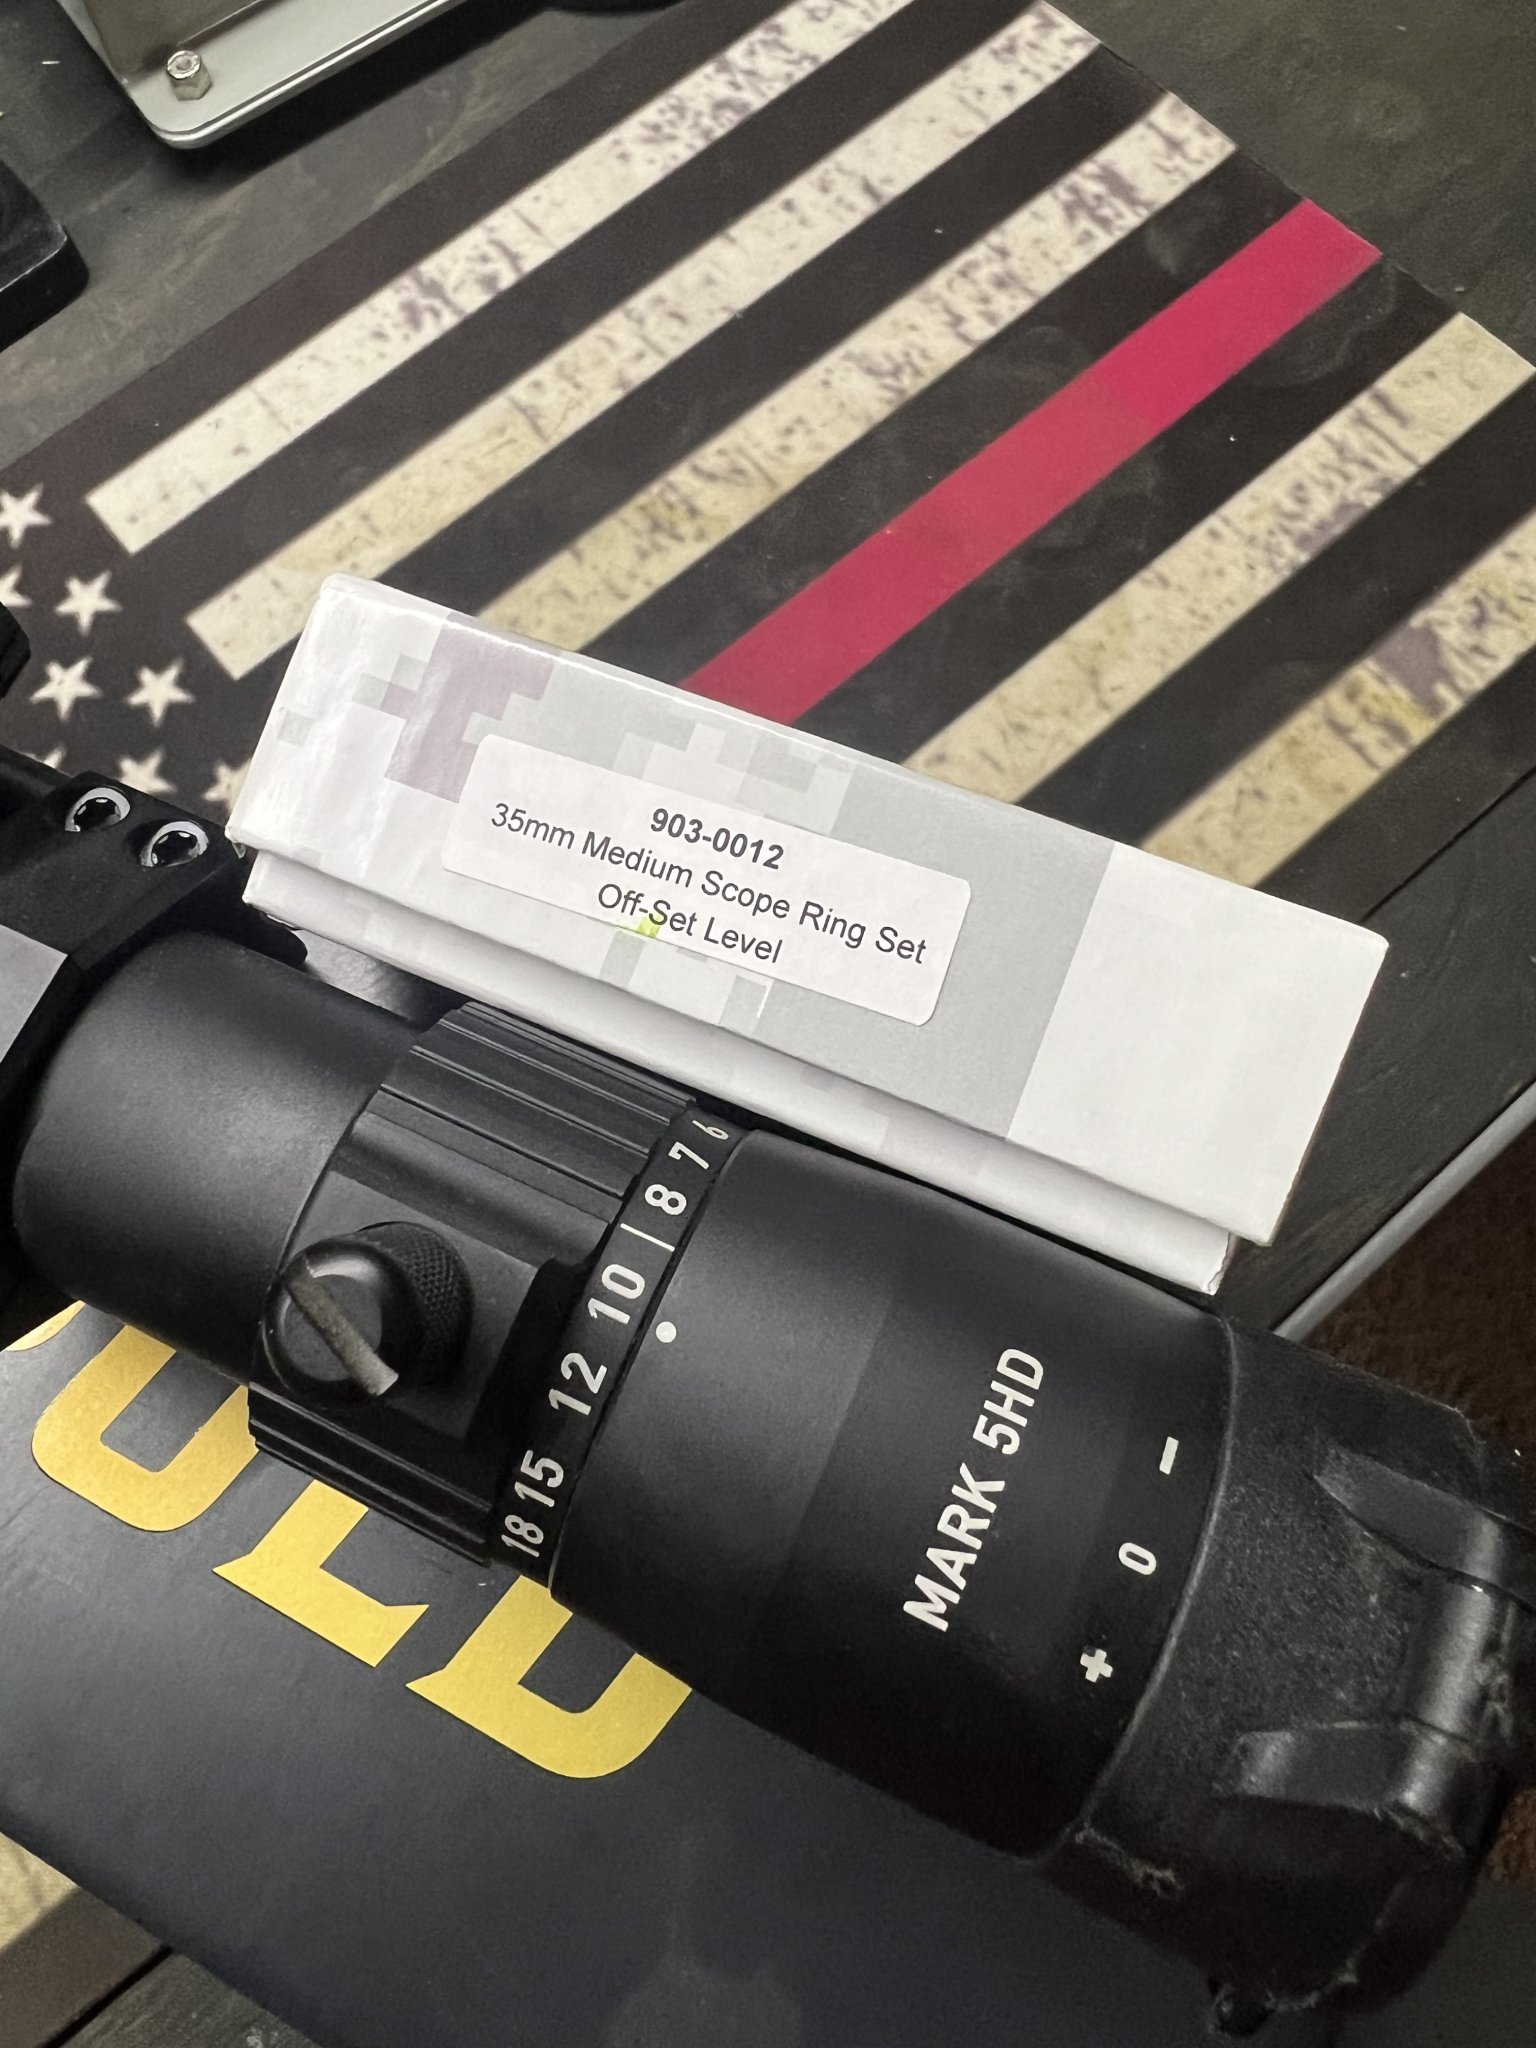 903-0012
35mm Medium Scope Ring Set
Off-Set Level
6
7
8
10
12
15
18
MARK 5HD
- 0 +